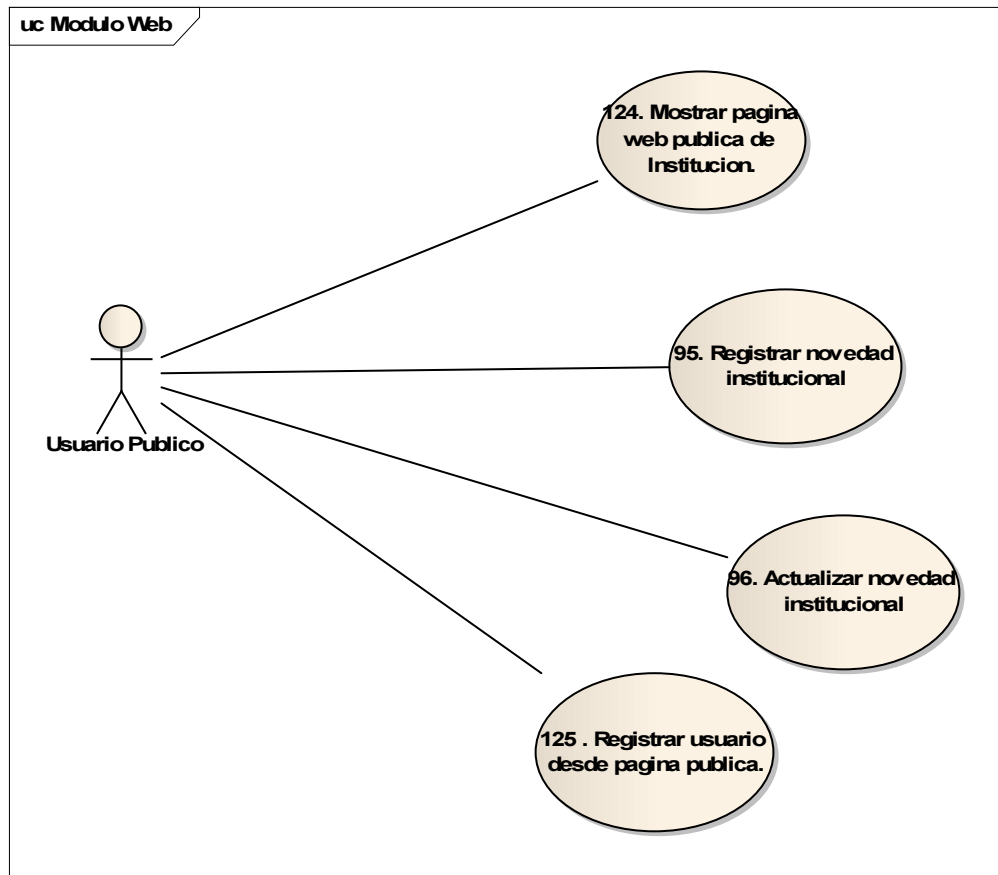 uc Modulo Web
124. Mostrar pagina
web publica de
Institucion.
95. Registrar novedad
institucional
Usuario Publico
96. Actualizar novedad
institucional
125 . Registrar usuario
desde pagina publica.